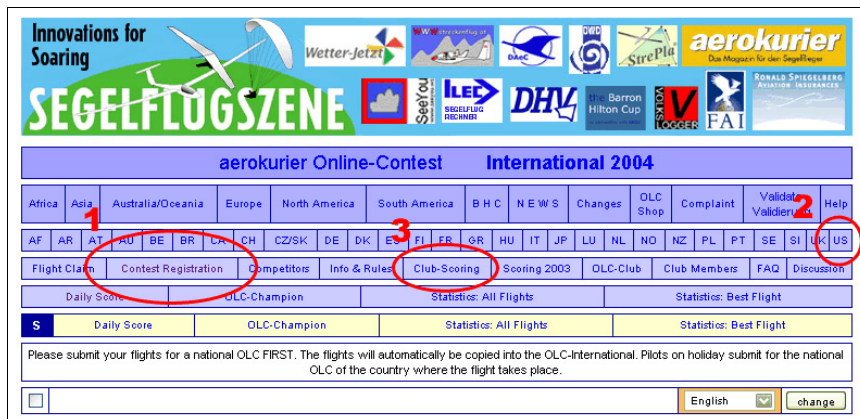 Innovations for
Soaring
SEGELFLUGSZENE
Wetter-Jetzt
www.streckenflug.at
DAeC
DMFD
StrePla
aerokurier
Das Magazin für den Segelflieger
SeeYou
ILEC
SEGELFLUG
RECHNER
DHV
the Barron
Hilton Cup
VOLKS
LOGGER
FAI
RONALD SPIEGELBERG
AVIATION INSURANCES
aerokurier Online-Contest International 2004
Africa Asia Australia/Oceania Europe North America South America B H C N E W S Changes OLC Shop Complaint Validate Validierung Help
1 3 2
AF AR AT AU BE BR CA CH CZ/SK DE DK ES FI FR GR HU IT JP LU NL NO NZ PL PT SE SI UK US
Flight Claim Contest Registration Competitors Info & Rules Club-Scoring Scoring 2003 OLC-Club Club Members FAQ Discussion
Daily Score OLC-Champion Statistics: All Flights Statistics: Best Flight
S Daily Score OLC-Champion Statistics: All Flights Statistics: Best Flight
Please submit your flights for a national OLC FIRST. The flights will automatically be copied into the OLC-International. Pilots on holiday submit for the national
OLC of the country where the flight takes place.
English change